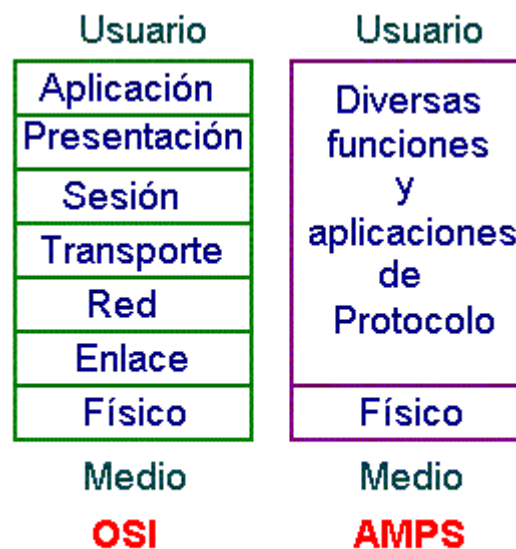 Usuario
Aplicación
Presentación
Sesión
Transporte
Red
Enlace
Físico
Medio
OSI
Usuario
Diversas
funciones
y
aplicaciones
de
Protocolo
Físico
Medio
AMPS